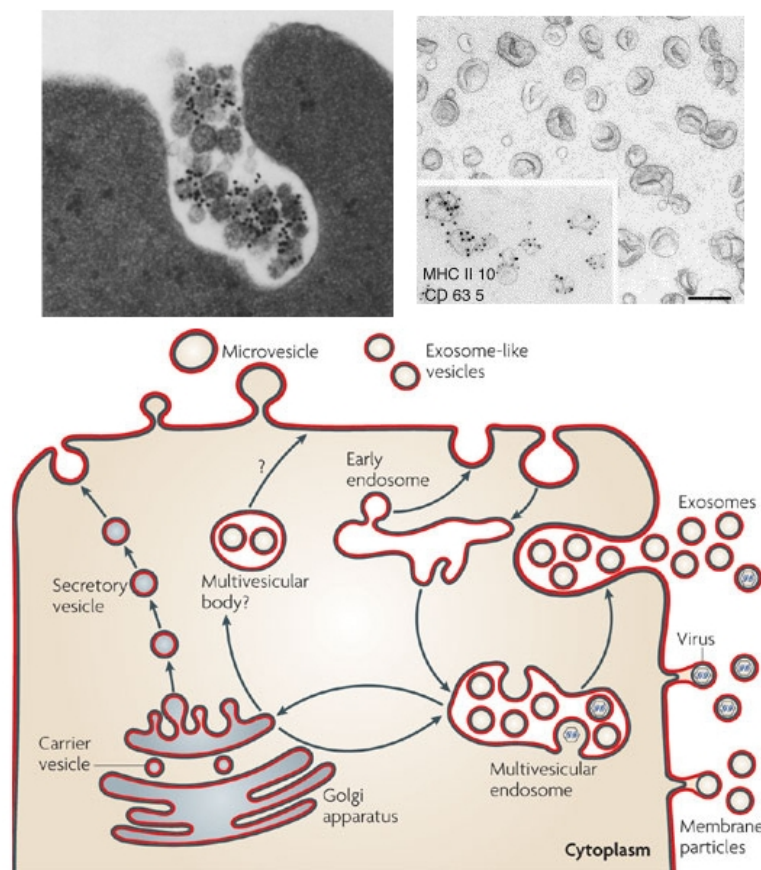 MHC II 10
CD 63 5
Microvesicle
Exosome-like
vesicles
?
Early
endosome
Exosomes
Secretory
vesicle
Multivesicular
body?
Virus
Carrier
vesicle
Golgi
apparatus
Multivesicular
endosome
Membrane
particles
Cytoplasm